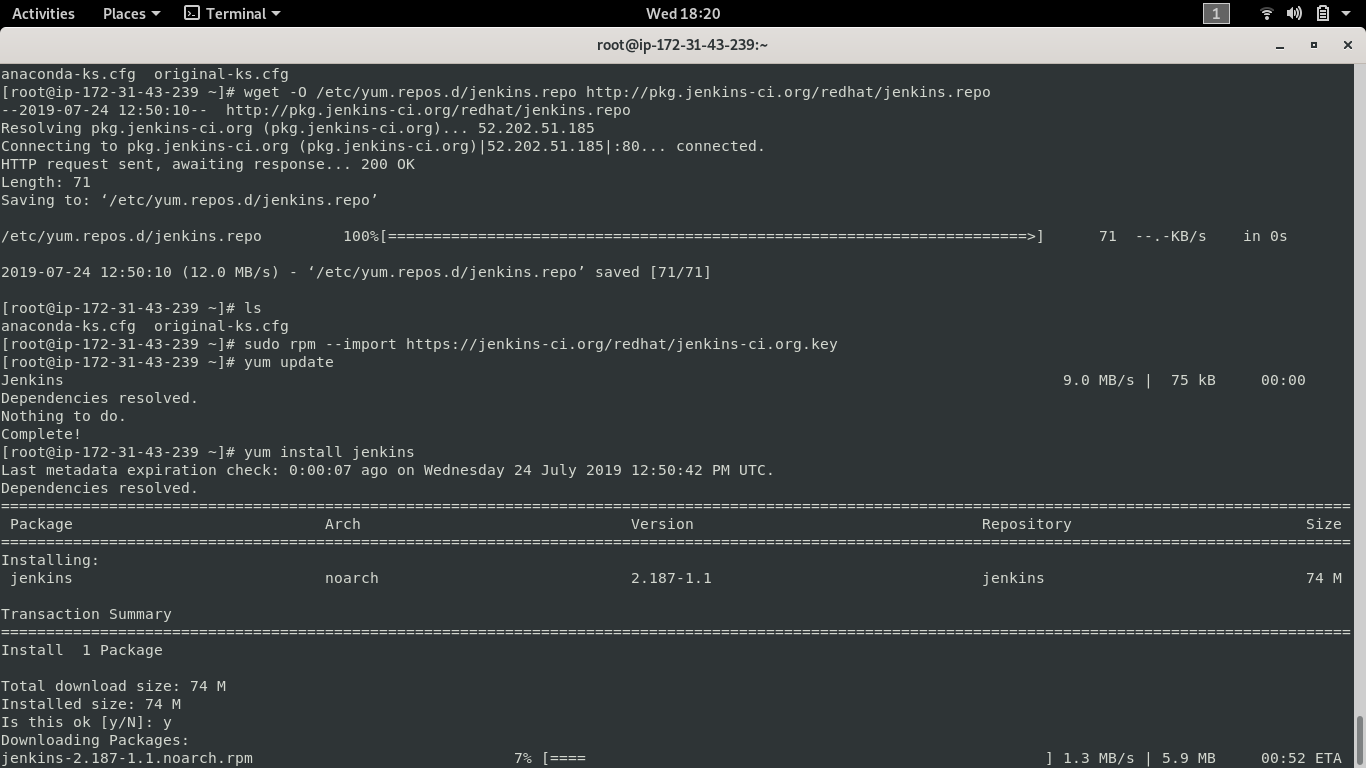 Activities Places Terminal Wed 18:20 1
root@ip-172-31-43-239:~
anaconda-ks.cfg  original-ks.cfg
[root@ip-172-31-43-239 ~]# wget -O /etc/yum.repos.d/jenkins.repo http://pkg.jenkins-ci.org/redhat/jenkins.repo
--2019-07-24 12:50:10--  http://pkg.jenkins-ci.org/redhat/jenkins.repo
Resolving pkg.jenkins-ci.org (pkg.jenkins-ci.org)... 52.202.51.185
Connecting to pkg.jenkins-ci.org (pkg.jenkins-ci.org)|52.202.51.185|:80... connected.
HTTP request sent, awaiting response... 200 OK
Length: 71
Saving to: ‘/etc/yum.repos.d/jenkins.repo’
/etc/yum.repos.d/jenkins.repo         100%[=======================================================================>]      71  --.-KB/s    in 0s
2019-07-24 12:50:10 (12.0 MB/s) - ‘/etc/yum.repos.d/jenkins.repo’ saved [71/71]
[root@ip-172-31-43-239 ~]# ls
anaconda-ks.cfg  original-ks.cfg
[root@ip-172-31-43-239 ~]# sudo rpm --import https://jenkins-ci.org/redhat/jenkins-ci.org.key
[root@ip-172-31-43-239 ~]# yum update
Jenkins                                        9.0 MB/s |  75 kB     00:00
Dependencies resolved.
Nothing to do.
Complete!
[root@ip-172-31-43-239 ~]# yum install jenkins
Last metadata expiration check: 0:00:07 ago on Wednesday 24 July 2019 12:50:42 PM UTC.
Dependencies resolved.
======================================================================================================================================================
 Package                    Arch                    Version                    Repository                    Size
======================================================================================================================================================
Installing:
 jenkins                    noarch                  2.187-1.1                  jenkins                       74 M
Transaction Summary
======================================================================================================================================================
Install  1 Package
Total download size: 74 M
Installed size: 74 M
Is this ok [y/N]: y
Downloading Packages:
jenkins-2.187-1.1.noarch.rpm                 7% [====                                                   ] 1.3 MB/s | 5.9 MB     00:52 ETA